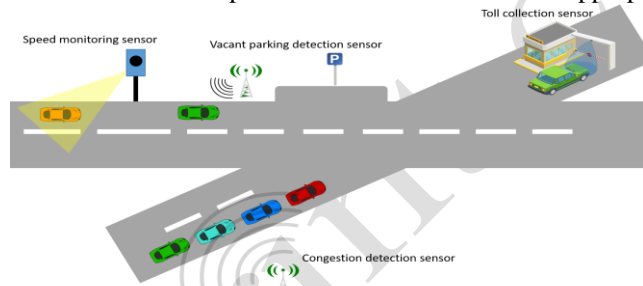 Toll collection sensor
Speed monitoring sensor
Vacant parking detection sensor
P
Congestion detection sensor